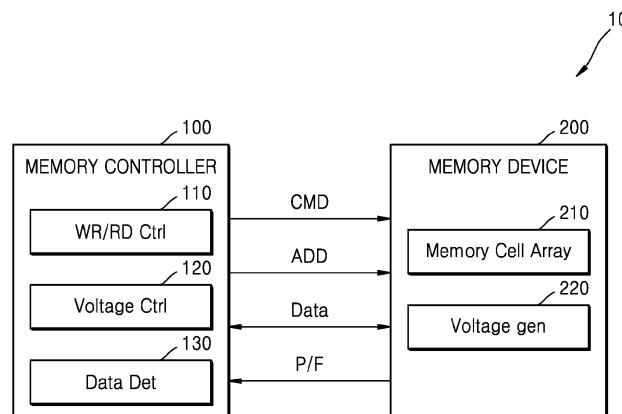 10
100
200
MEMORY CONTROLLER
MEMORY DEVICE
110
WR/RD Ctrl
CMD
210
Memory Cell Array
120
Voltage Ctrl
ADD
220
Voltage gen
Data
130
Data Det
P/F